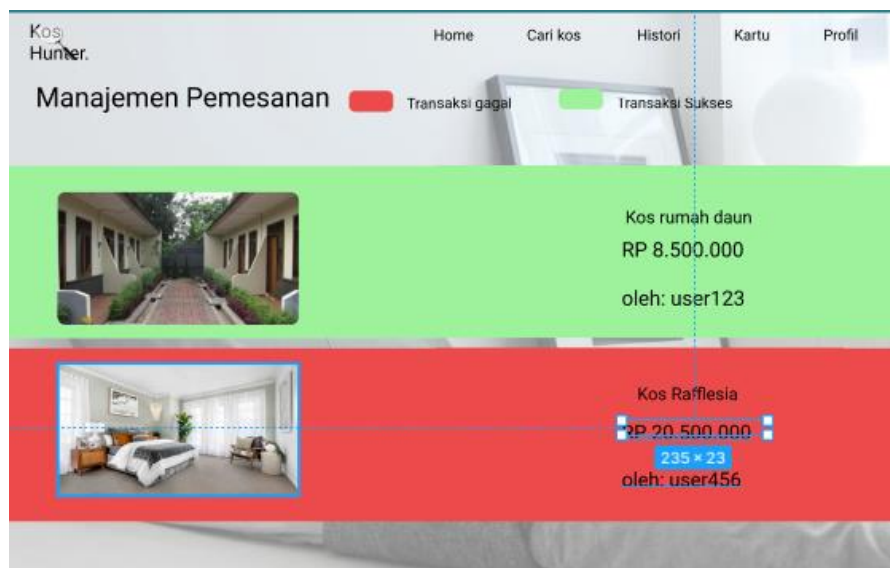 Kos
Hunter.
Home Cari kos Histori Kartu Profil
Manajemen Pemesanan
Transaksi gagal
Transaksi Sukses
Kos rumah daun
RP 8.500.000
oleh: user123
Kos Rafflesia
RP 20.500.000
235 × 23
oleh: user456